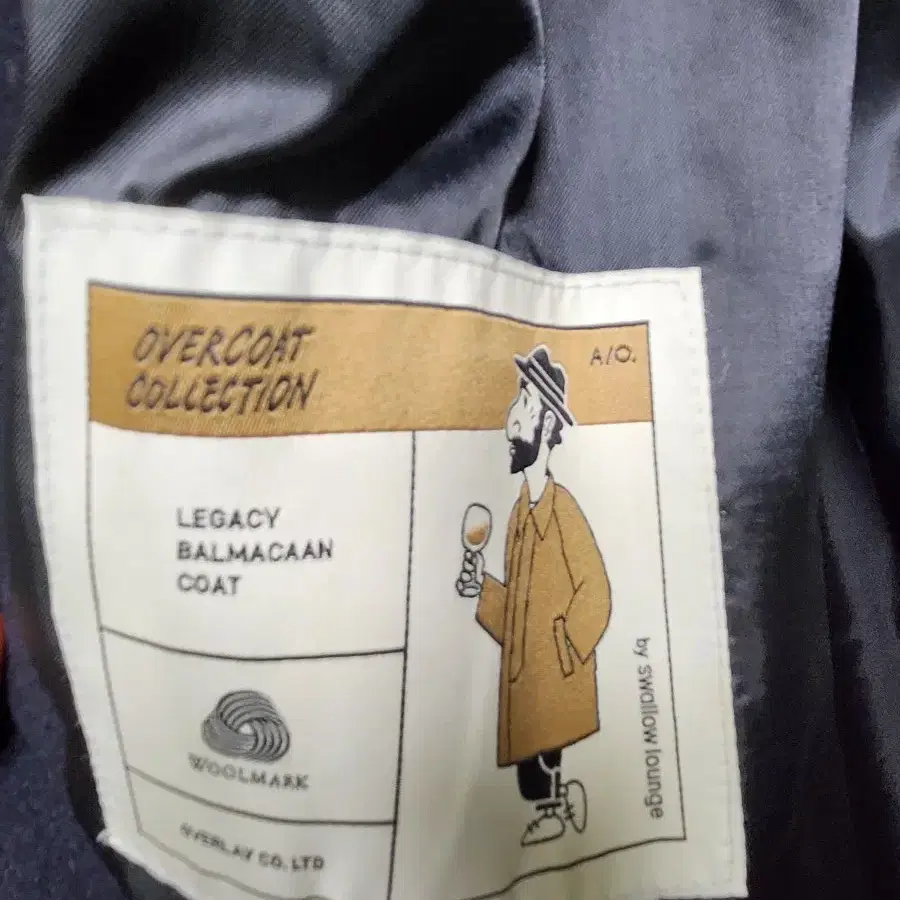 OVERCOAT
COLLECTION
A/O.
LEGACY
BALMACAAN
COAT
WOOLMARK
OVERLAY CO, LTD
by swallow lounge